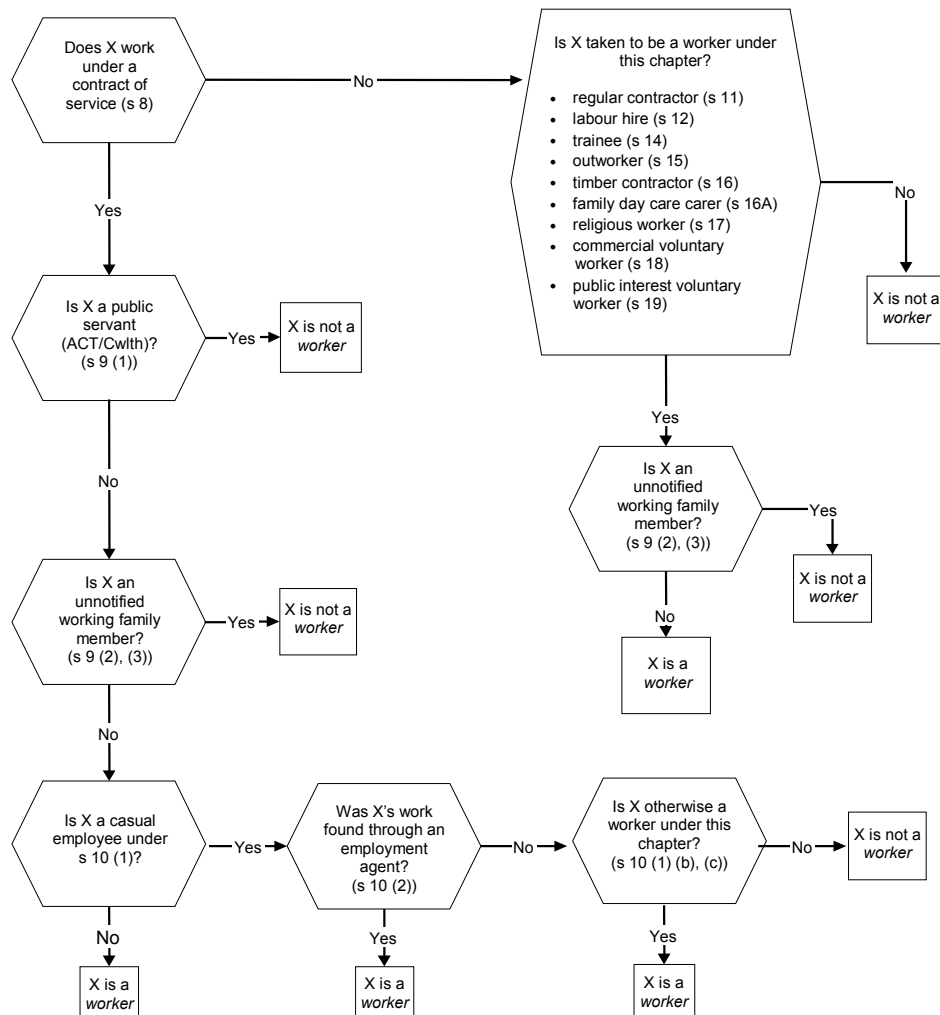 Does X work
under a
contract of
service (s 8)
No
Is X taken to be a worker under
this chapter?
• regular contractor (s 11)
• labour hire (s 12)
• trainee (s 14)
• outworker (s 15)
• timber contractor (s 16)
• family day care carer (s 16A)
• religious worker (s 17)
• commercial voluntary
worker (s 18)
• public interest voluntary
worker (s 19)
No
X is not a
worker
Yes
Is X a public
servant
(ACT/Cwlth)?
(s 9 (1))
Yes
X is not a
worker
Yes
Is X an
unnotified
working family
member?
(s 9 (2), (3))
Yes
X is not a
worker
No
X is a
worker
No
Is X an
unnotified
working family
member?
(s 9 (2), (3))
Yes
X is not a
worker
No
Is X a casual
employee under
s 10 (1)?
Yes
Was X's work
found through an
employment
agent?
(s 10 (2))
No
Is X otherwise a
worker under this
chapter?
(s 10 (1) (b), (c))
No
X is not a
worker
No
X is a
worker
Yes
X is a
worker
Yes
X is a
worker